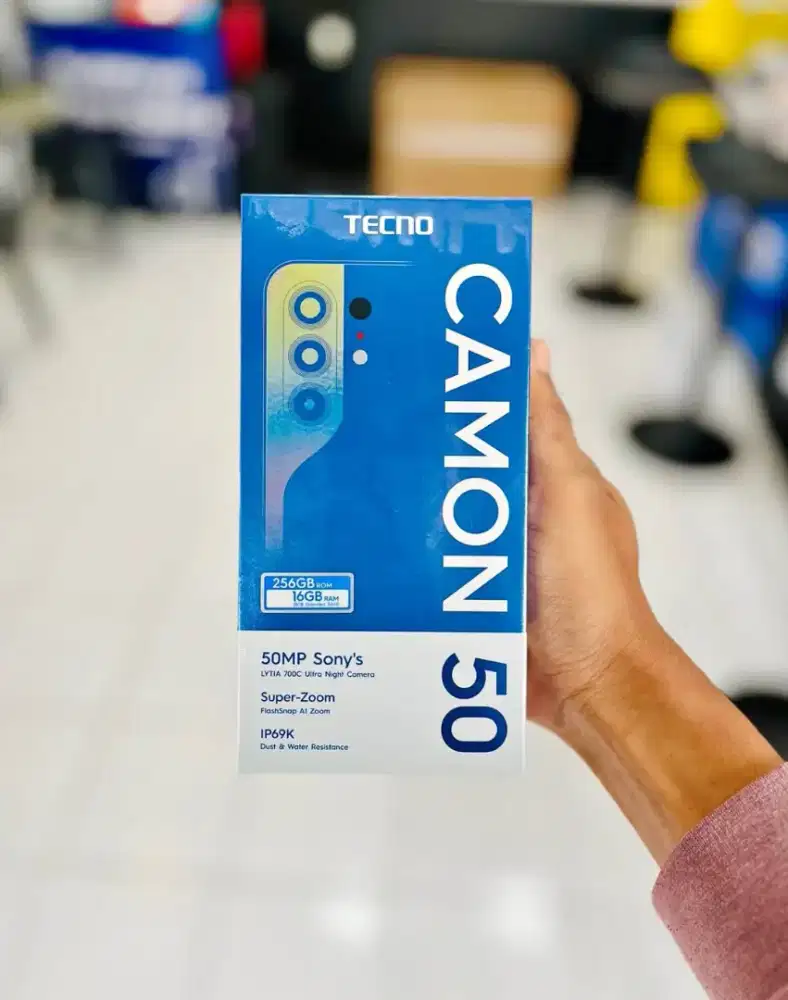 TECNO
CAMON 50
256GB ROM
16GB RAM
50MP Sony's
LYTIA 700C Ultra Night Camera
Super-Zoom
FlashSnap AI Zoom
IP69K
Dust & Water Resistance